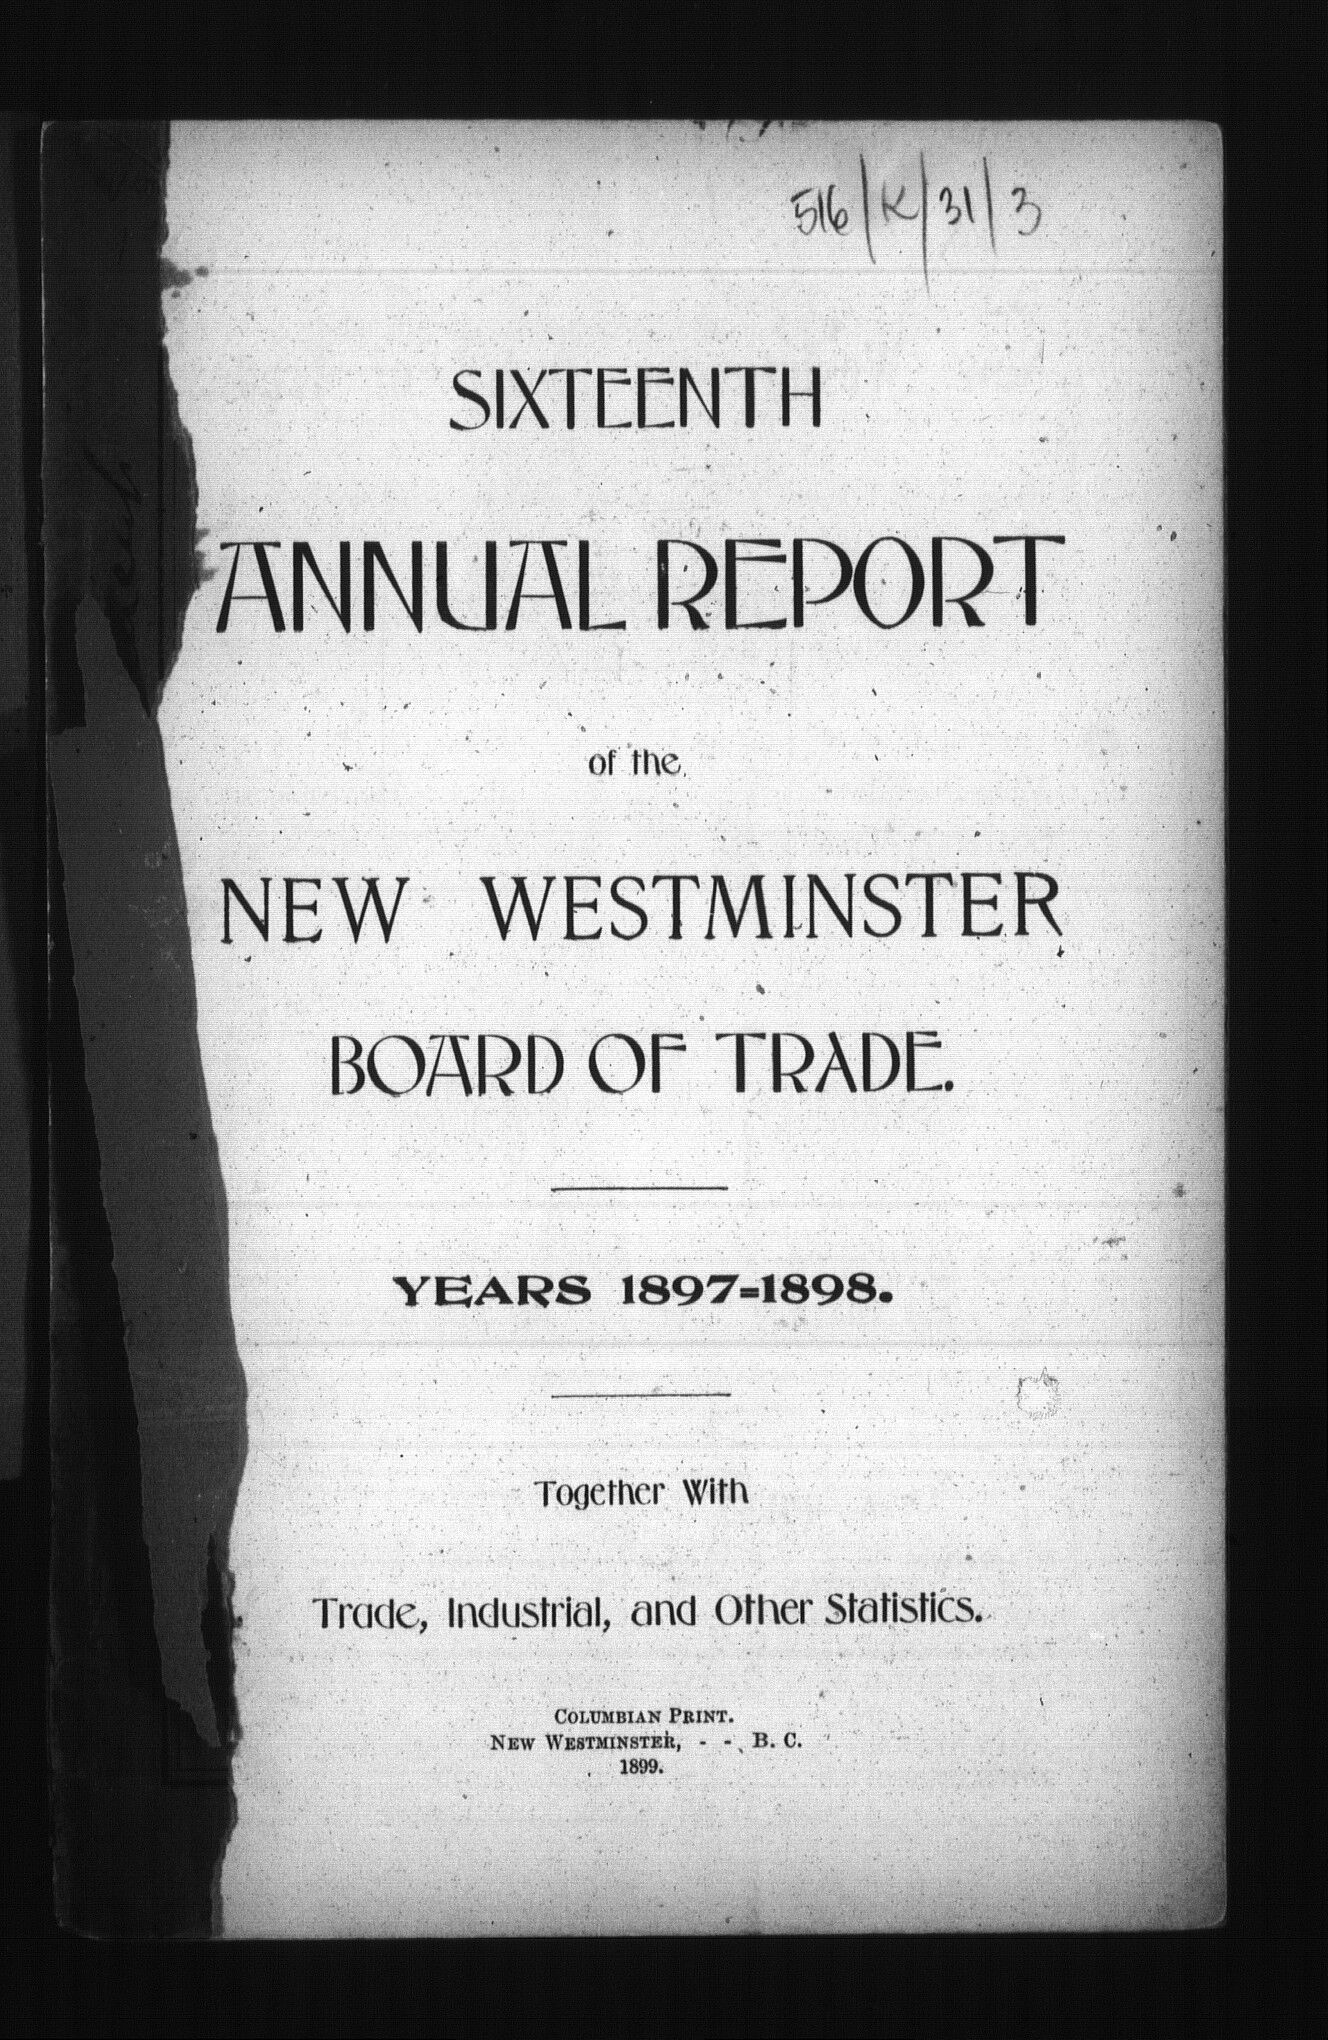 516/K/31/3
SIXTEENTH
ANNUAL REPORT
of the
NEW WESTMINSTER
BOARD OF TRADE.
YEARS 1897=1898.
Together With
Trade, Industrial, and Other Statistics.
COLUMBIAN PRINT.
NEW WESTMINSTER, - - B. C.
1899.